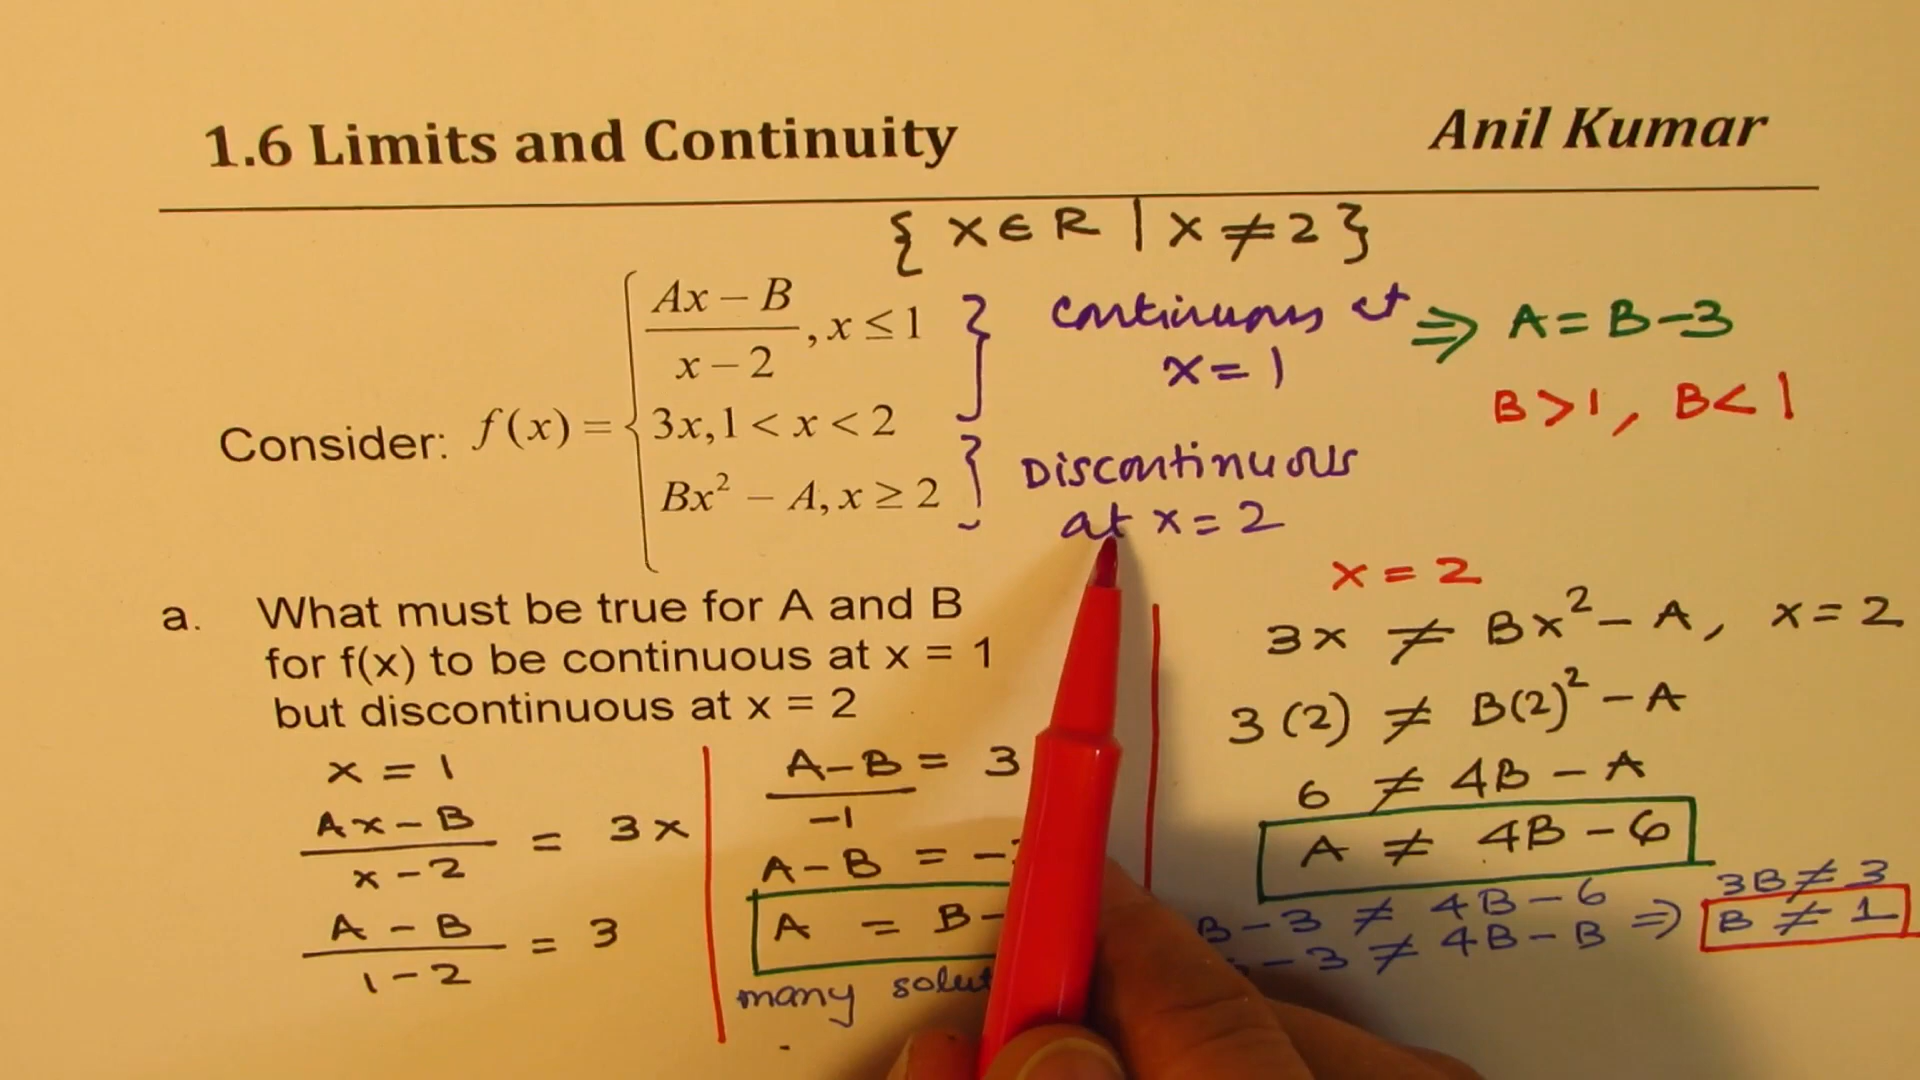 1.6 Limits and Continuity Anil Kumar
{ x ∈ R | x ≠ 2 }
Consider: f(x) = { (Ax − B)/(x − 2), x ≤ 1
3x, 1 < x < 2
Bx² − A, x ≥ 2
} continuous at ⇒ A = B − 3
x = 1
B > 1, B < 1
} Discontinuous
at x = 2
a. What must be true for A and B
for f(x) to be continuous at x = 1
but discontinuous at x = 2
x = 1
(Ax − B)/(x − 2) = 3x
(A − B)/(1 − 2) = 3
(A − B)/−1 = 3
A − B = −
A = B −
many
x = 2
3x ≠ Bx² − A, x = 2
3(2) ≠ B(2)² − A
6 ≠ 4B − A
A ≠ 4B − 6
B − 3 ≠ 4B − 6
− 3 ≠ 4B − B ⇒ 3B ≠ 3
B ≠ 1